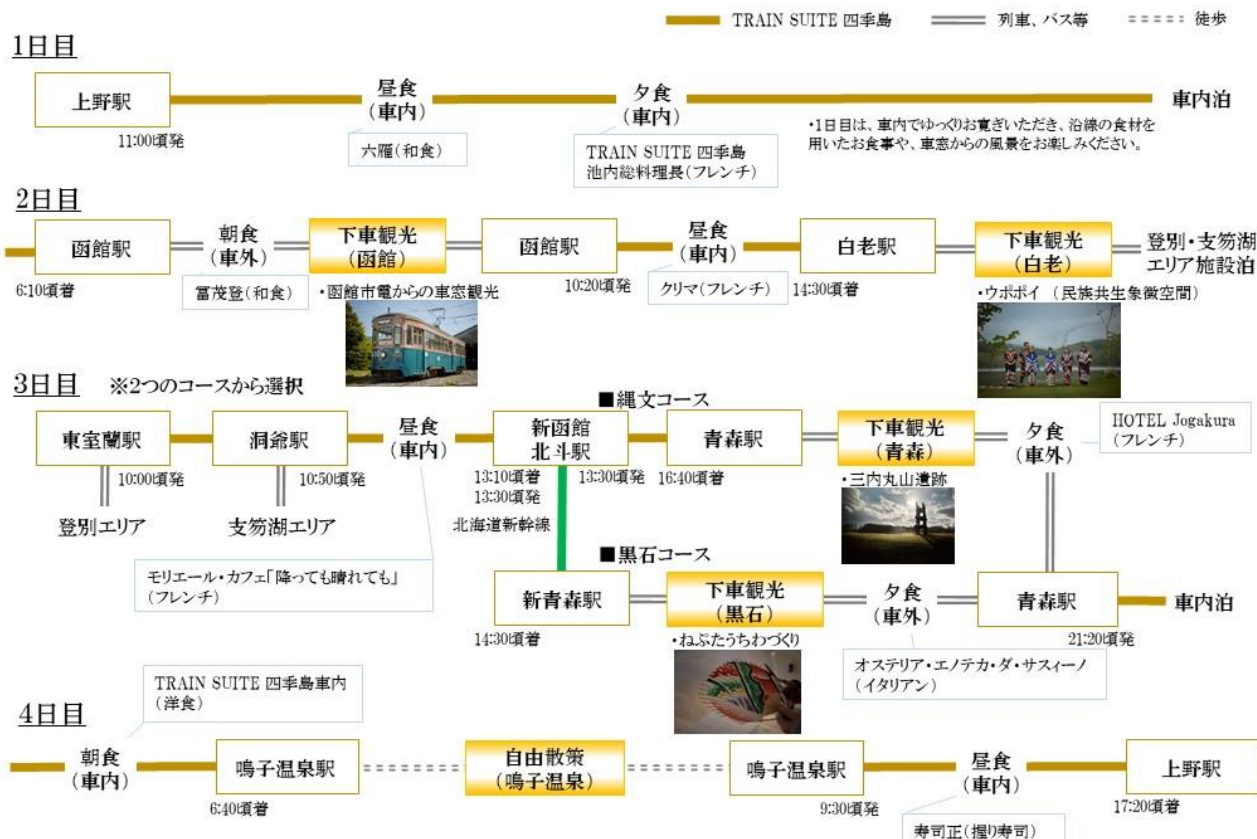 TRAIN SUITE 四季島
列車、バス等
徒歩
1日目
上野駅
11:00頃発
昼食
(車内)
六雁(和食)
夕食
(車内)
TRAIN SUITE 四季島
池内総料理長(フレンチ)
車内泊
・1日目は、車内でゆっくりお寛ぎいただき、沿線の食材を
用いたお食事や、車窓からの風景をお楽しみください。
2日目
函館駅
6:10頃着
朝食
(車外)
冨茂登(和食)
下車観光
(函館)
・函館市電からの車窓観光
函館駅
10:20頃発
昼食
(車内)
クリマ(フレンチ)
白老駅
14:30頃着
下車観光
(白老)
・ウポポイ (民族共生象徴空間)
登別・支笏湖
エリア施設泊
3日目
※2つのコースから選択
東室蘭駅
10:00頃発
登別エリア
洞爺駅
10:50頃発
支笏湖エリア
昼食
(車内)
モリエール・カフェ「降っても晴れても」
(フレンチ)
新函館
北斗駅
13:10頃着
13:30頃発
13:30頃発
北海道新幹線
■縄文コース
青森駅
16:40頃着
下車観光
(青森)
・三内丸山遺跡
夕食
(車外)
HOTEL Jogakura
(フレンチ)
■黒石コース
新青森駅
14:30頃着
下車観光
(黒石)
・ねぷたうちわづくり
夕食
(車外)
オステリア・エノテカ・ダ・サスィーノ
(イタリアン)
青森駅
21:20頃発
車内泊
4日目
TRAIN SUITE 四季島車内
(洋食)
朝食
(車内)
鳴子温泉駅
6:40頃着
自由散策
(鳴子温泉)
鳴子温泉駅
9:30頃発
昼食
(車内)
寿司正(握り寿司)
上野駅
17:20頃着